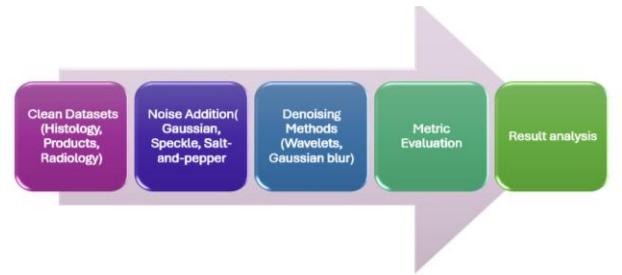 Clean Datasets
(Histology,
Products,
Radiology)
Noise Addition(
Gaussian,
Speckle, Salt-
and-pepper
Denoising
Methods
(Wavelets,
Gaussian blur)
Metric
Evaluation
Result analysis